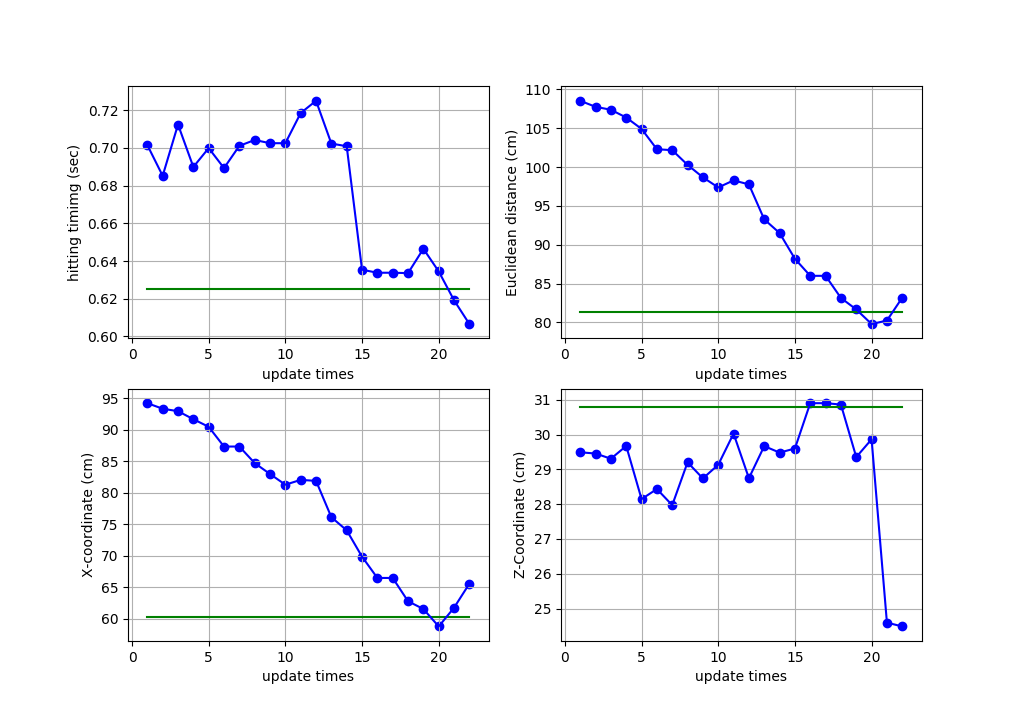 hitting timimg (sec)
0.72
0.70
0.68
0.66
0.64
0.62
0.60
0 5 10 15 20
update times
Euclidean distance (cm)
110
105
100
95
90
85
80
0 5 10 15 20
update times
X-coordinate (cm)
95
90
85
80
75
70
65
60
0 5 10 15 20
update times
Z-Coordinate (cm)
31
30
29
28
27
26
25
0 5 10 15 20
update times